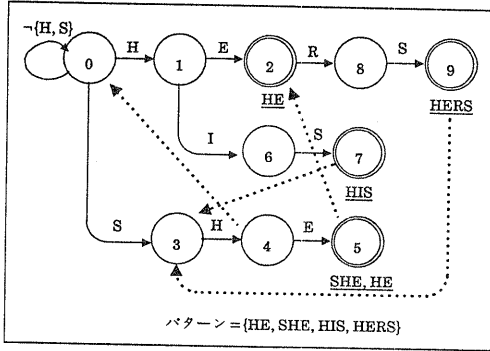 ¬{H, S}
0 H 1 E 2 R 8 S 9
HE HERS
I 6 S 7
HIS
S 3 H 4 E 5
SHE, HE
パターン={HE, SHE, HIS, HERS}